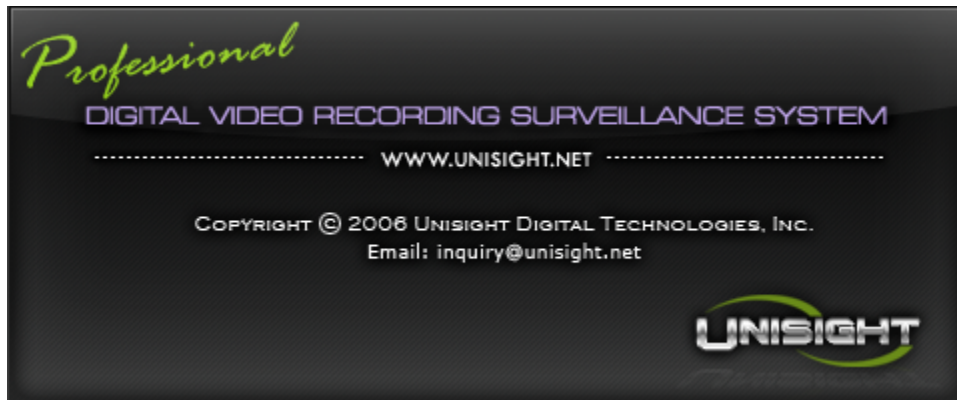 Professional
DIGITAL VIDEO RECORDING SURVEILLANCE SYSTEM
WWW.UNISIGHT.NET
Copyright © 2006 Unisight Digital Technologies, Inc.
Email: inquiry@unisight.net
UNISIGHT